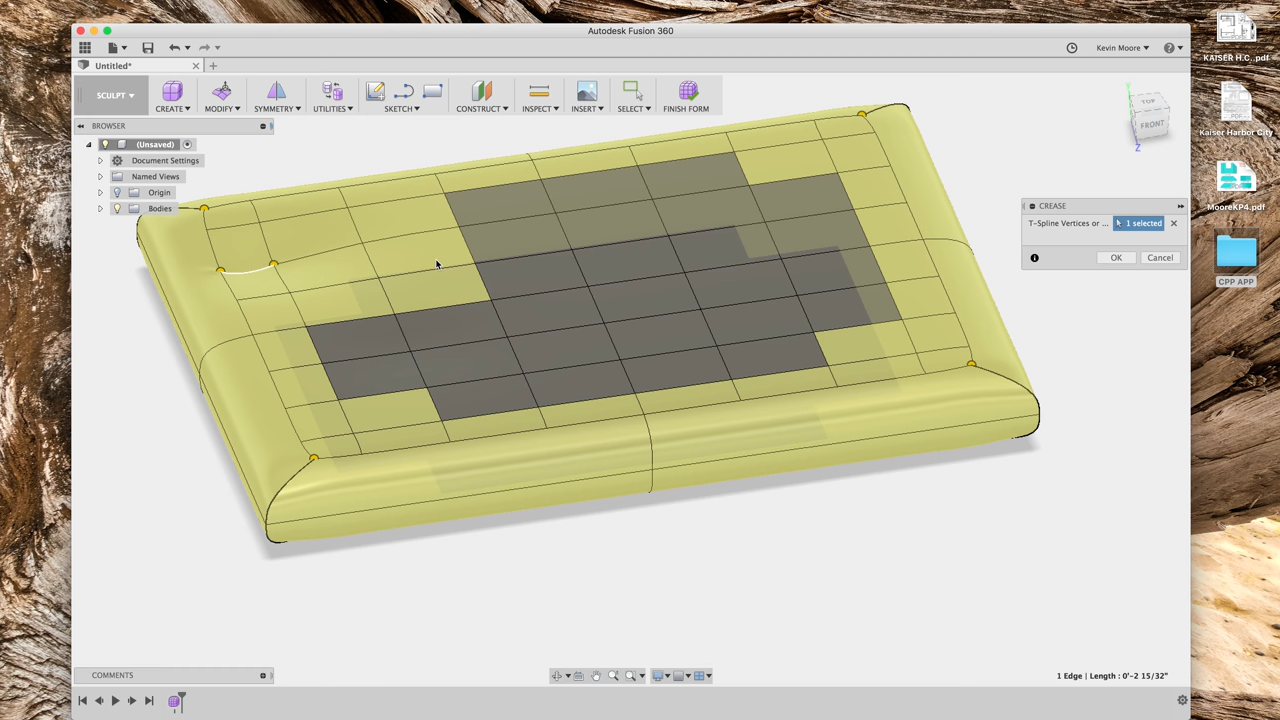 Autodesk Fusion 360
Kevin Moore
Untitled*
SCULPT
CREATE
MODIFY
SYMMETRY
UTILITIES
SKETCH
CONSTRUCT
INSPECT
INSERT
SELECT
FINISH FORM
BROWSER
(Unsaved)
Document Settings
Named Views
Origin
Bodies
TOP
FRONT
Z
CREASE
T-Spline Vertices or ...
1 selected
OK
Cancel
KAISER H.C..pdf
Kaiser Harbor City
MooreKP4.pdf
CPP APP
COMMENTS
1 Edge | Length : 0'-2 15/32"